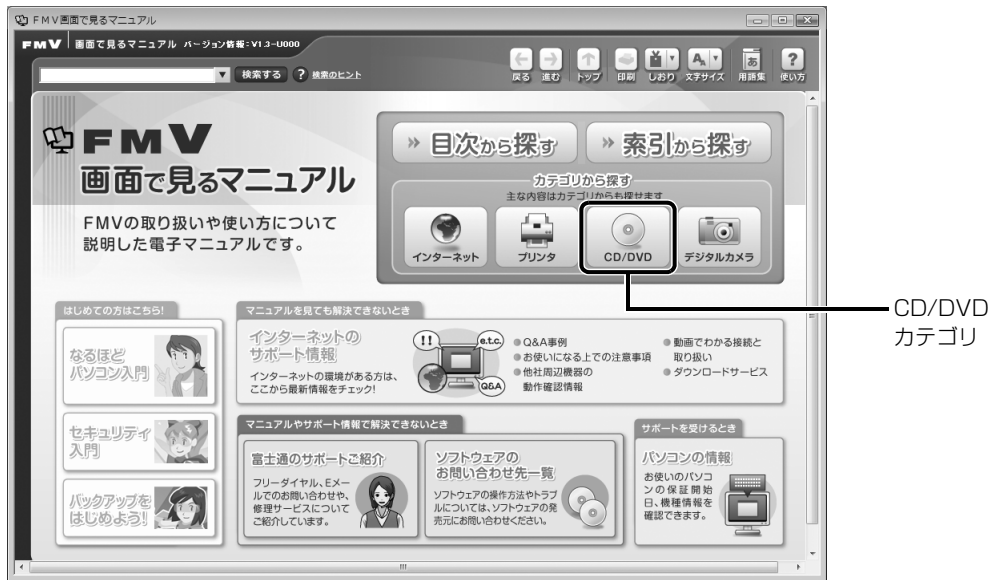 FMV画面で見るマニュアル
FMV 画面で見るマニュアル バージョン情報：V1.3-U000
検索する ? 検索のヒント
戻る 進む トップ 印刷 しおり 文字サイズ 用語集 使い方
FMV
画面で見るマニュアル
FMVの取り扱いや使い方について
説明した電子マニュアルです。
» 目次から探す
» 索引から探す
カテゴリから探す
主な内容はカテゴリからも探せます
インターネット
プリンタ
CD/DVD
デジタルカメラ
CD/DVD
カテゴリ
はじめての方はこちら!
なるほど
パソコン入門
セキュリティ
入門
バックアップを
はじめよう!
マニュアルを見ても解決できないとき
インターネットの
サポート情報
インターネットの環境がある方は、
ここから最新情報をチェック!
!!
e.t.c.
Q&A
Q&A事例
お使いになる上での注意事項
他社周辺機器の
動作確認情報
動画でわかる接続と
取り扱い
ダウンロードサービス
マニュアルやサポート情報で解決できないとき
富士通のサポートご紹介
フリーダイヤル、Eメー
ルでのお問い合わせや、
修理サービスについて
ご紹介しています。
ソフトウェアの
お問い合わせ先一覧
ソフトウェアの操作方法やトラブ
ルについては、ソフトウェアの発
売元にお問い合わせください。
サポートを受けるとき
パソコンの情報
お使いのパソコ
ンの保証開始
日、機種情報を
確認できます。